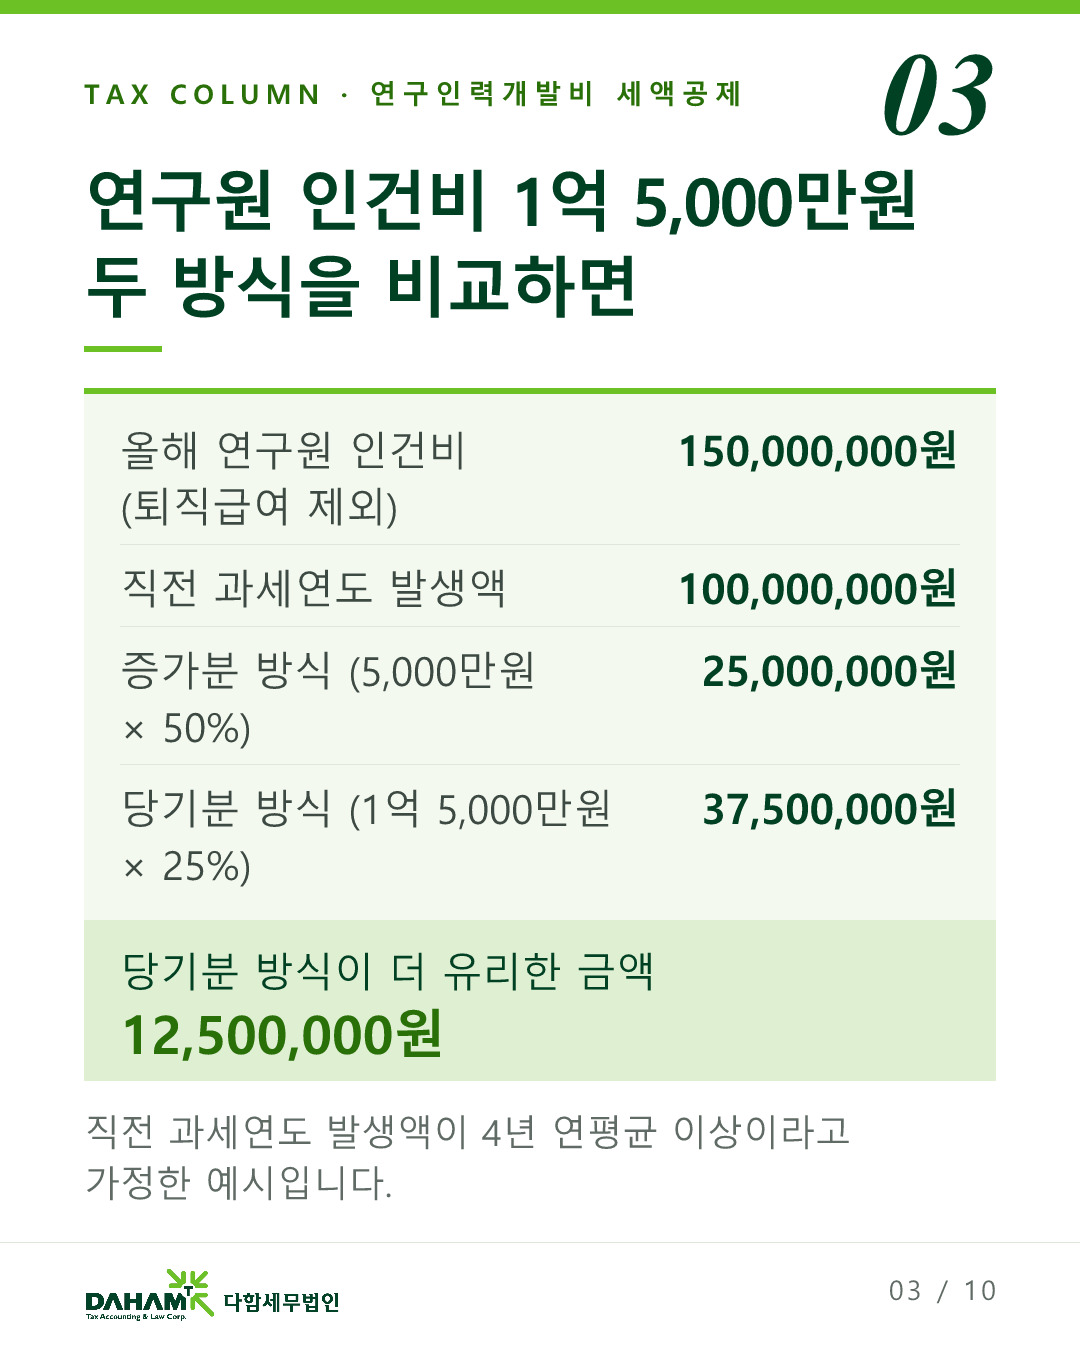 TAX COLUMN · 연구인력개발비 세액공제
03
연구원 인건비 1억 5,000만원
두 방식을 비교하면
올해 연구원 인건비 150,000,000원
(퇴직급여 제외)
직전 과세연도 발생액 100,000,000원
증가분 방식 (5,000만원 25,000,000원
× 50%)
당기분 방식 (1억 5,000만원 37,500,000원
× 25%)
당기분 방식이 더 유리한 금액
12,500,000원
직전 과세연도 발생액이 4년 연평균 이상이라고
가정한 예시입니다.
DAHAM T 다함세무법인
Tax Accounting & Law Corp.
03 / 10